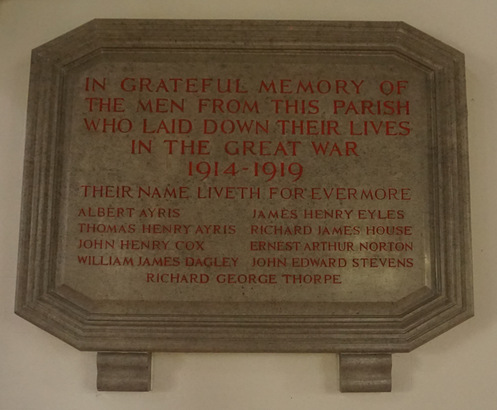 IN GRATEFUL MEMORY OF
THE MEN FROM THIS PARISH
WHO LAID DOWN THEIR LIVES
IN THE GREAT WAR
1914-1919
THEIR NAME LIVETH FOR EVERMORE
ALBERT AYRIS JAMES HENRY EYLES
THOMAS HENRY AYRIS RICHARD JAMES HOUSE
JOHN HENRY COX ERNEST ARTHUR NORTON
WILLIAM JAMES DAGLEY JOHN EDWARD STEVENS
RICHARD GEORGE THORPE